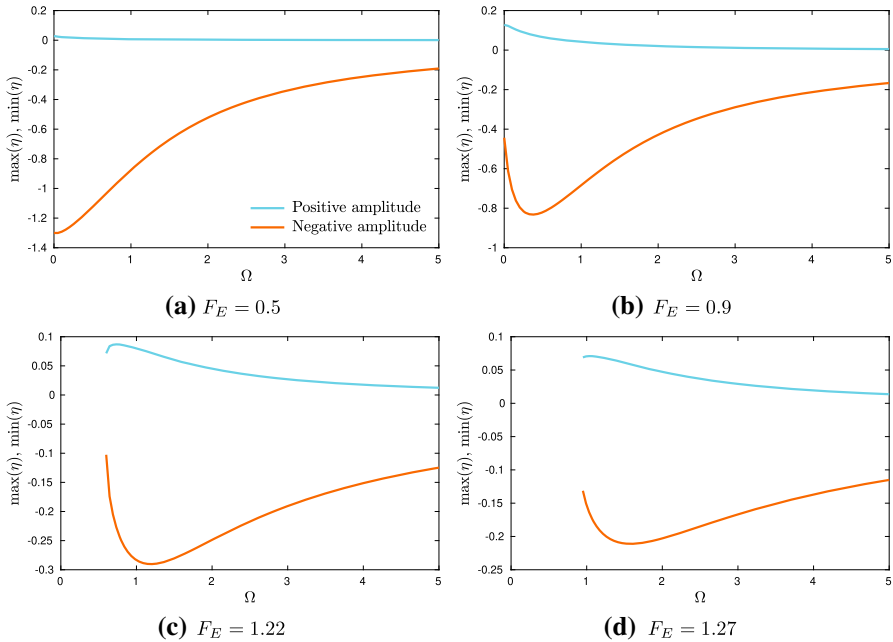 max(η), min(η)
0.2
0
-0.2
-0.4
-0.6
-0.8
-1
-1.2
-1.4
Positive amplitude
Negative amplitude
0 1 2 3 4 5
Ω
(a) F_E = 0.5
max(η), min(η)
0.2
0
-0.2
-0.4
-0.6
-0.8
-1
0 1 2 3 4 5
Ω
(b) F_E = 0.9
max(η), min(η)
0.1
0.05
0
-0.05
-0.1
-0.15
-0.2
-0.25
-0.3
0 1 2 3 4 5
Ω
(c) F_E = 1.22
max(η), min(η)
0.1
0.05
0
-0.05
-0.1
-0.15
-0.2
-0.25
0 1 2 3 4 5
Ω
(d) F_E = 1.27